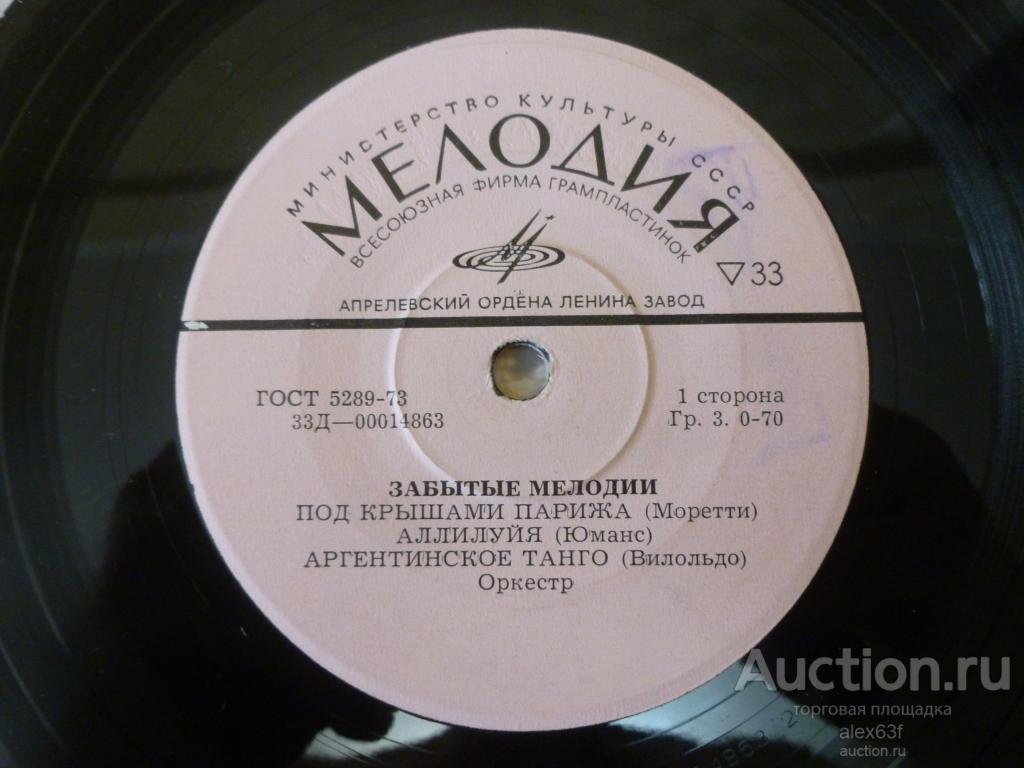 МИНИСТЕРСТВО КУЛЬТУРЫ СССР
МЕЛОДИЯ
ВСЕСОЮЗНАЯ ФИРМА ГРАМПЛАСТИНОК
▽33
АПРЕЛЕВСКИЙ ОРДЕНА ЛЕНИНА ЗАВОД
ГОСТ 5289-73
33Д—00014863
1 сторона
Гр. 3. 0-70
ЗАБЫТЫЕ МЕЛОДИИ
ПОД КРЫШАМИ ПАРИЖА (Моретти)
АЛЛИЛУЙЯ (Юманс)
АРГЕНТИНСКОЕ ТАНГО (Вилольдо)
Оркестр
Auction.ru
торговая площадка
alex63f
auction.ru